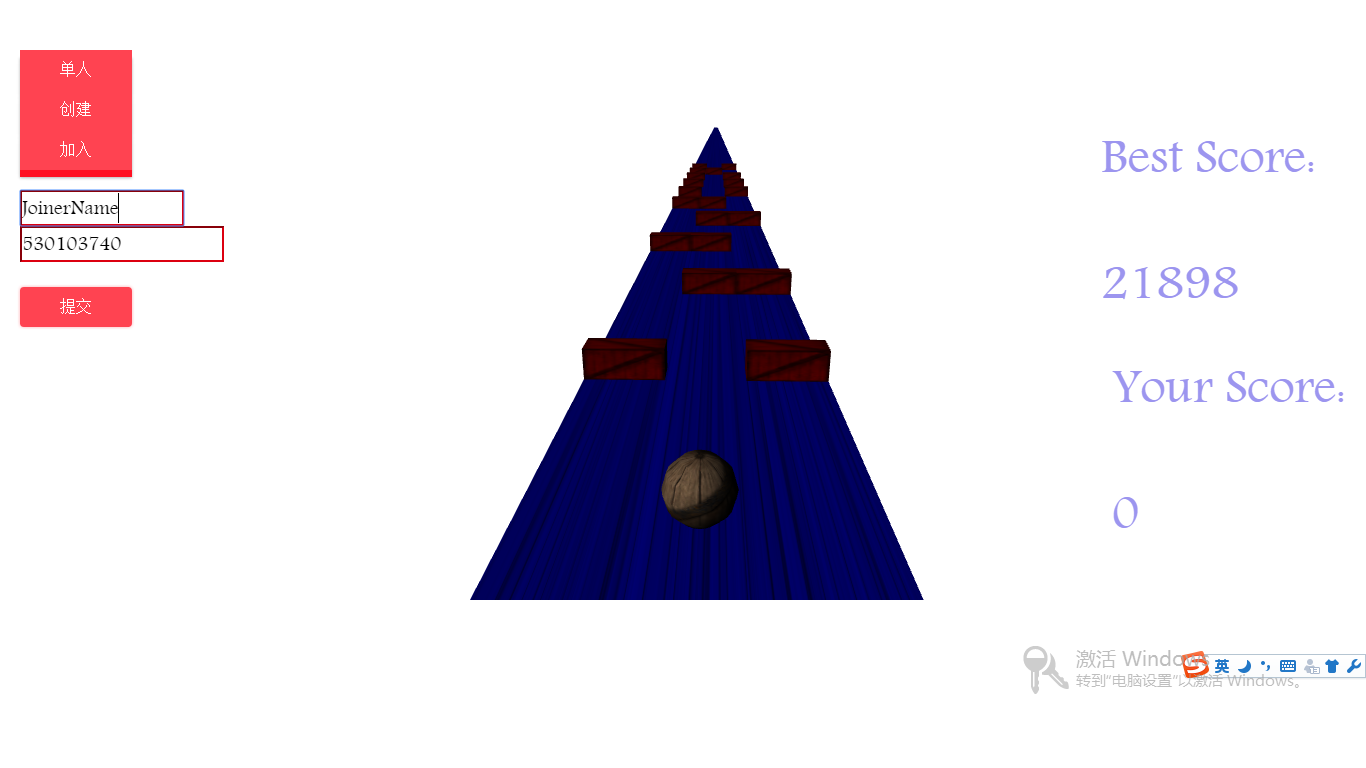 单人
创建
加入
JoinerName
530103740
提交
Best Score:
21898
Your Score:
0
激活 Windows
转到“电脑设置”以激活 Windows。
英